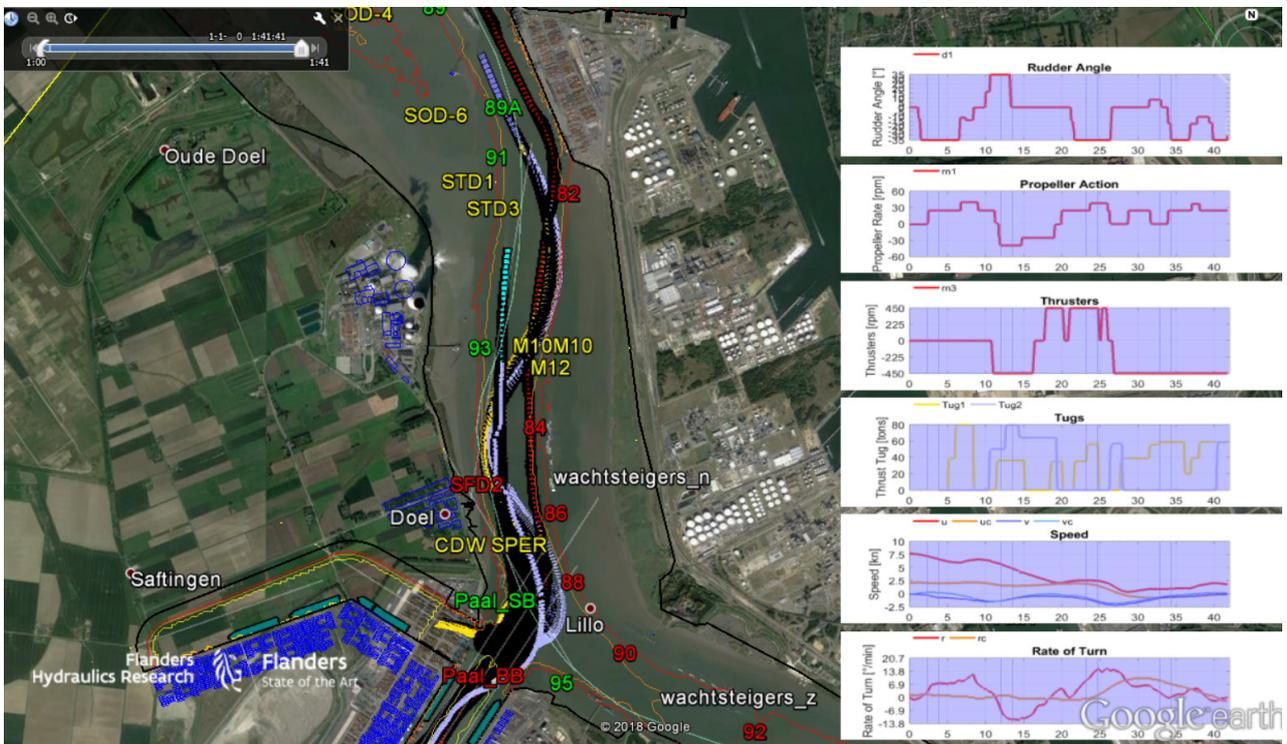 1-1- 0 1:41:41
1:00
1:41
OD-4
89
N
SOD-6
89A
Oude Doel
91
STD1
STD3
82
93
M10M10
M12
84
SFD2
wachtsteigers_n
86
Doel
CDW SPER
Saftingen
88
Paal_SB
Lillo
90
Paal_BB
95
wachtsteigers_z
92
Flanders
Hydraulics Research
Flanders
State of the Art
© 2018 Google
Google earth
d1
Rudder Angle
Rudder Angle [°]
0 5 10 15 20 25 30 35 40
rn1
Propeller Action
Propeller Rate [rpm]
60
30
0
-30
-60
0 5 10 15 20 25 30 35 40
rn3
Thrusters
Thrusters [rpm]
450
225
0
-225
-450
0 5 10 15 20 25 30 35 40
Tug1 Tug2
Tugs
Thrust Tug [tons]
80
60
40
20
0
0 5 10 15 20 25 30 35 40
u uc v vc
Speed
Speed [kn]
10
7.5
5
2.5
0
-2.5
0 5 10 15 20 25 30 35 40
r rc
Rate of Turn
Rate of Turn [°/min]
20.7
13.8
6.9
0
-6.9
-13.8
0 5 10 15 20 25 30 35 40